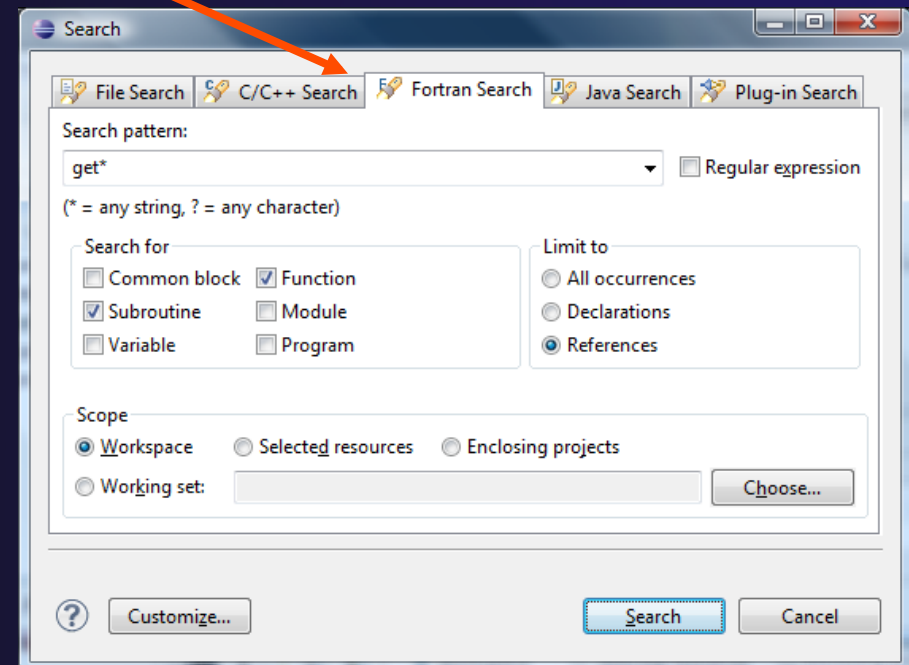 Search
File Search C/C++ Search Fortran Search Java Search Plug-in Search
Search pattern:
get* Regular expression
(* = any string, ? = any character)
Search for Limit to
Common block Function All occurrences
Subroutine Module Declarations
Variable Program References
Scope
Workspace Selected resources Enclosing projects
Working set: Choose...
? Customize... Search Cancel